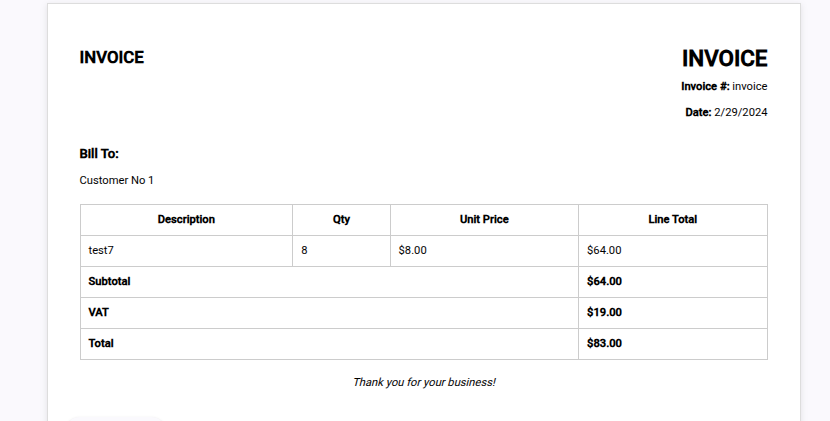 INVOICE
INVOICE
Invoice #: invoice
Date: 2/29/2024
Bill To:
Customer No 1
Description Qty Unit Price Line Total
test7 8 $8.00 $64.00
Subtotal $64.00
VAT $19.00
Total $83.00
Thank you for your business!